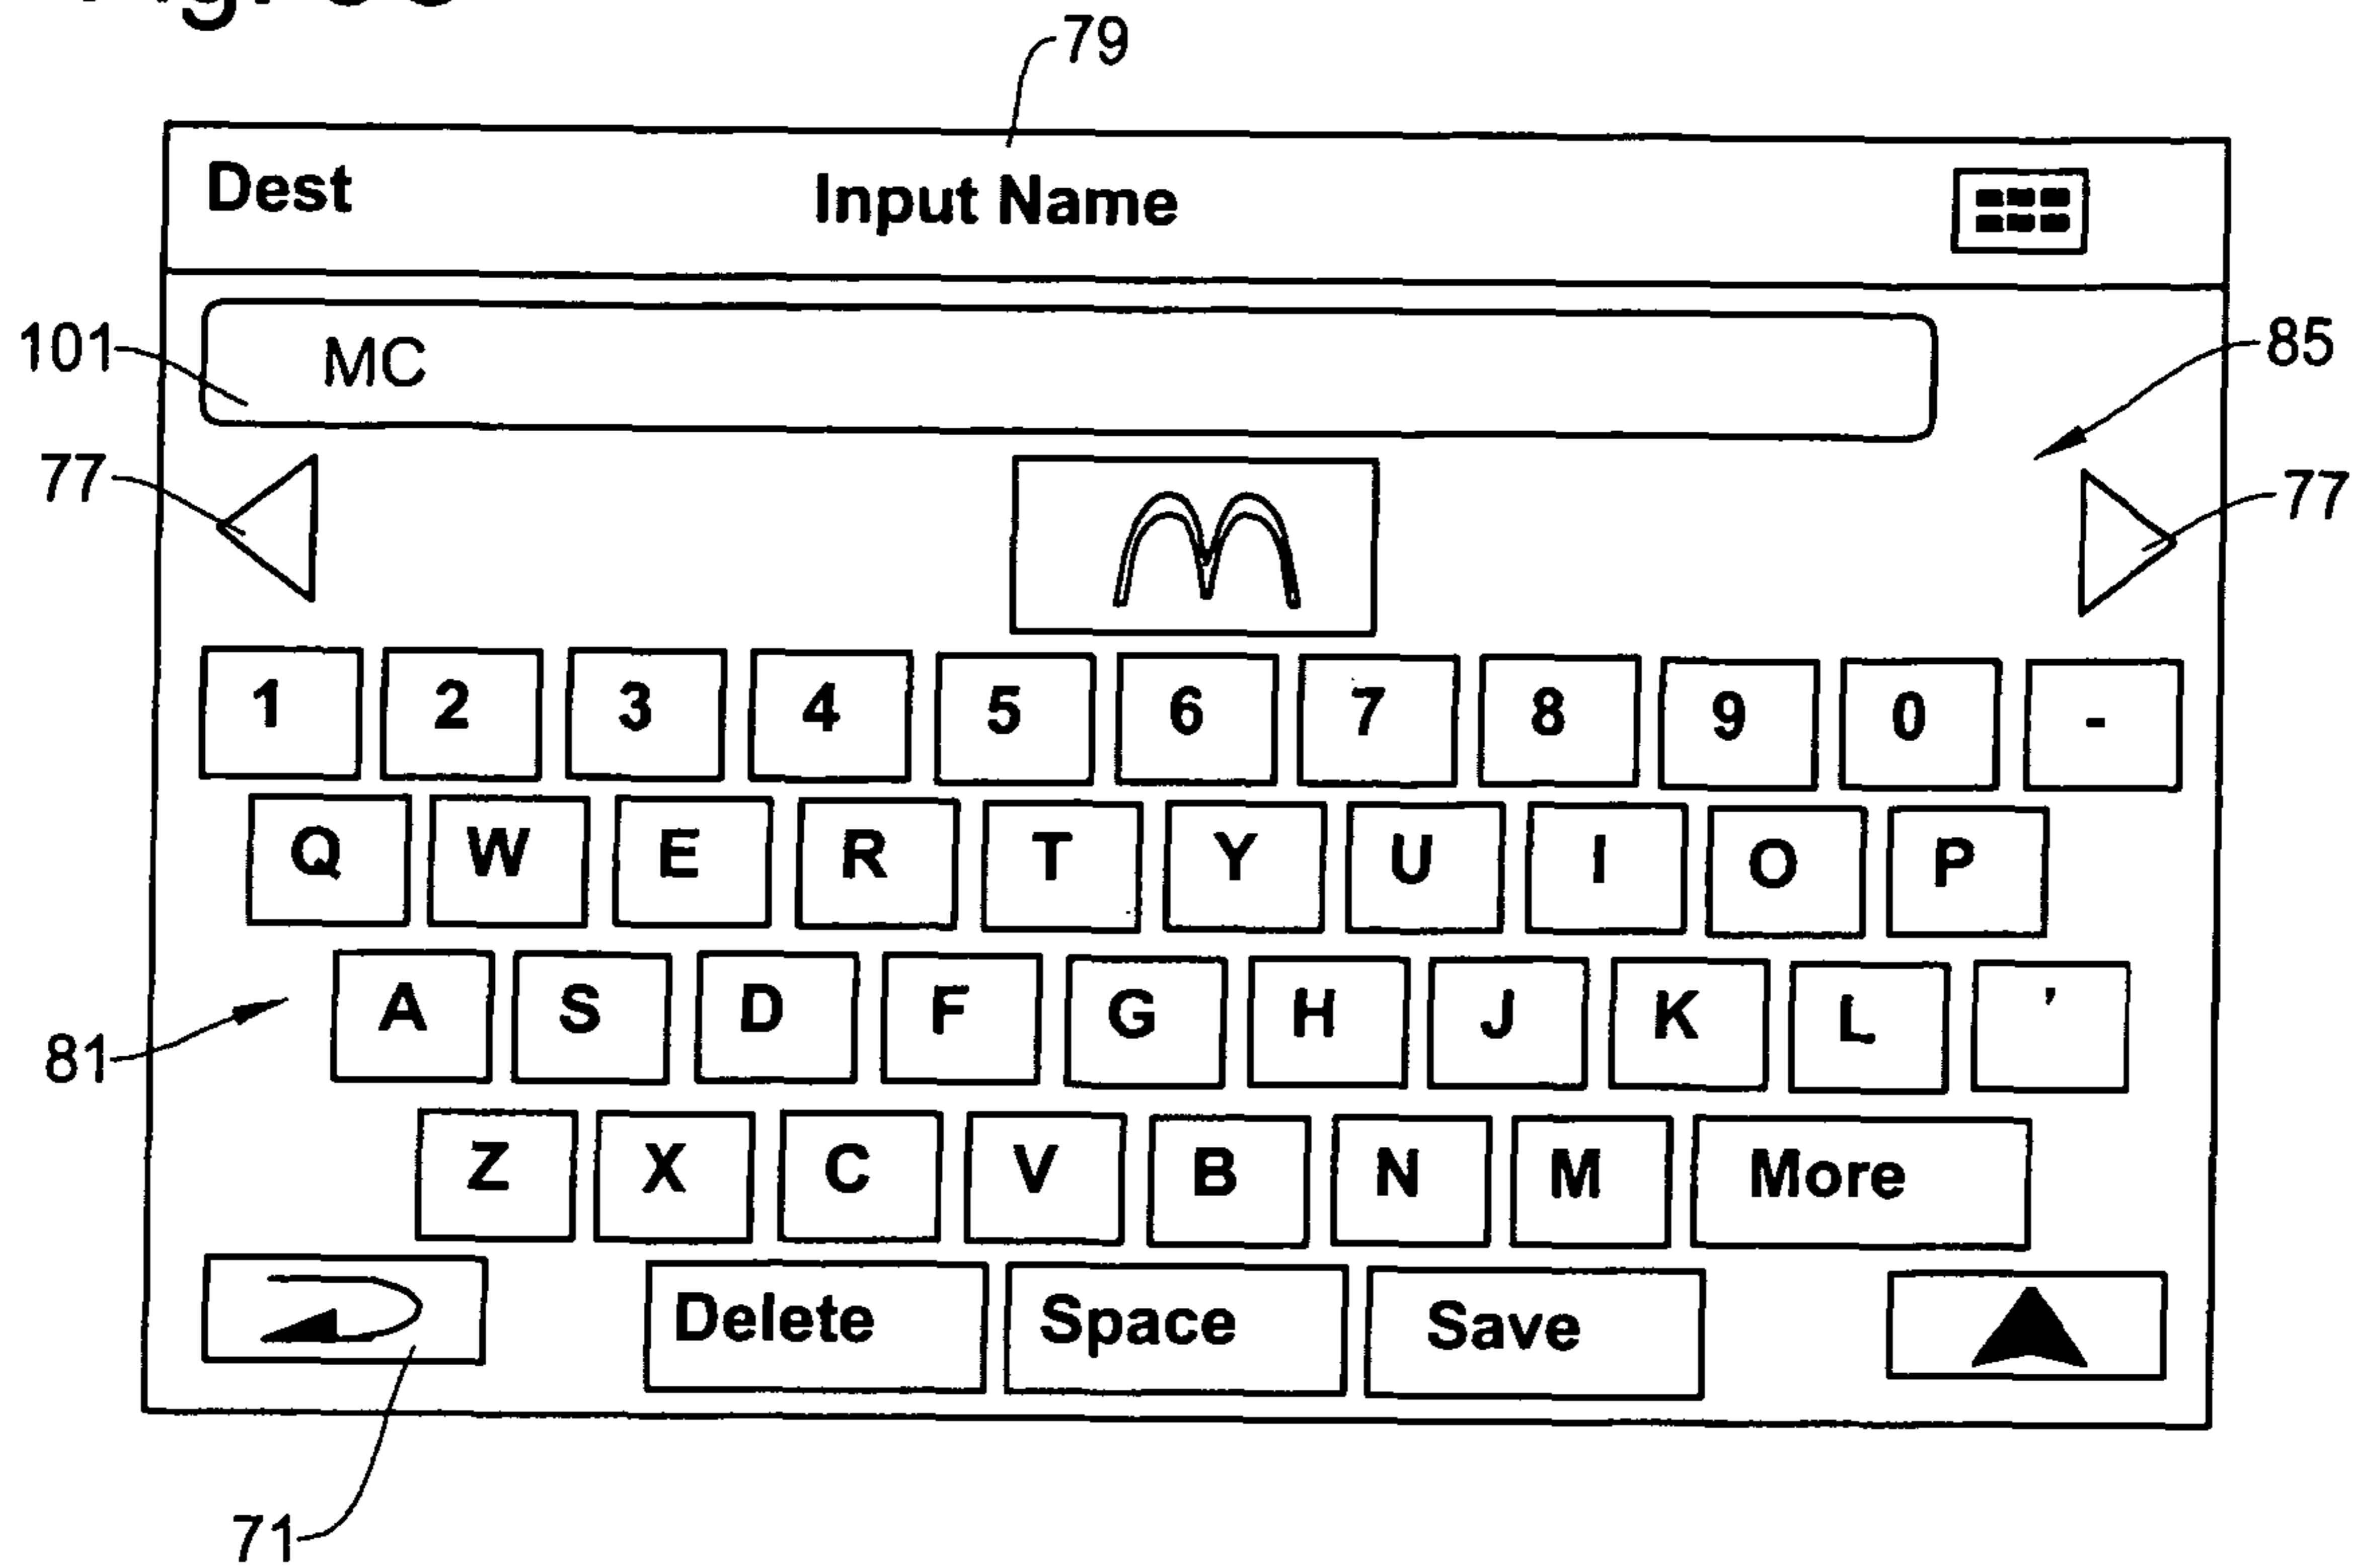 79
Dest Input Name
101 MC 85
77 77
1 2 3 4 5 6 7 8 9 0 -
Q W E R T Y U I O P
A S D F G H J K L '
81
Z X C V B N M More
Delete Space Save
71